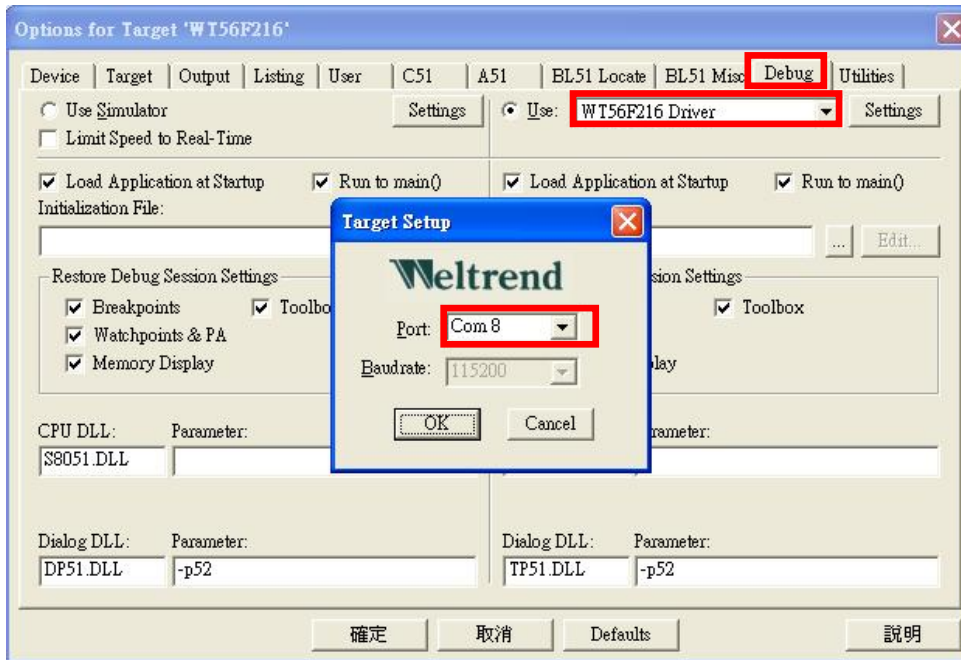 Options for Target 'WT56F216'
Device Target Output Listing User C51 A51 BL51 Locate BL51 Misc Debug Utilities
Use Simulator Settings Use: WT56F216 Driver Settings
Limit Speed to Real-Time
Load Application at Startup Run to main() Load Application at Startup Run to main()
Initialization File:
... Edit...
Target Setup
Weltrend
Port: Com 8
Baudrate: 115200
OK Cancel
Restore Debug Session Settings sion Settings
Breakpoints Toolbo Toolbox
Watchpoints & PA
Memory Display lay
CPU DLL: Parameter: rameter:
S8051.DLL
Dialog DLL: Parameter: Dialog DLL: Parameter:
DP51.DLL -p52 TP51.DLL -p52
確定 取消 Defaults 說明